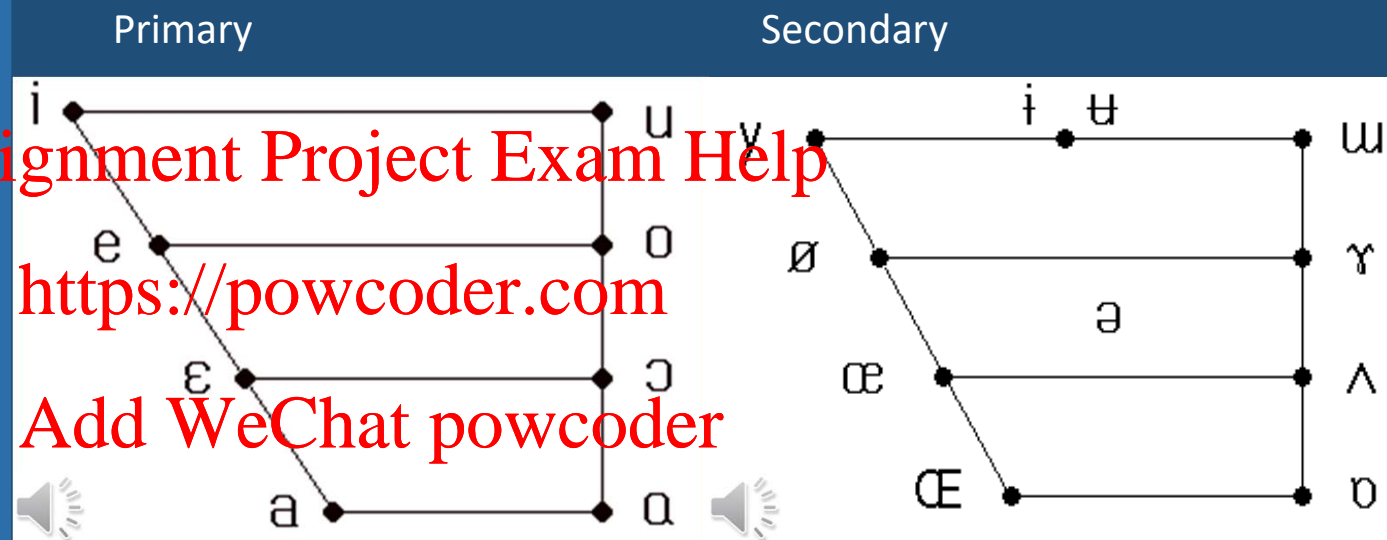 Primary
Secondary
i u
ɨ ʉ
y ɯ
ignment Project Exam Help
e o
ø ɤ
https://powcoder.com
ə
ɛ ɔ
œ ʌ
Add WeChat powcoder
a ɑ
Œ ɒ